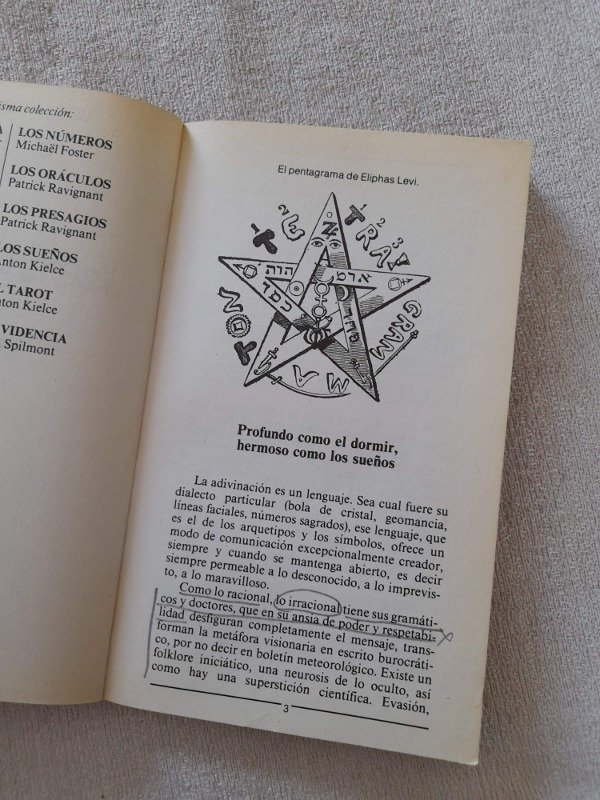 isma colección:
A
LOS NÚMEROS
Michaël Foster
LOS ORÁCULOS
Patrick Ravignant
LOS PRESAGIOS
Patrick Ravignant
LOS SUEÑOS
nton Kielce
L TAROT
nton Kielce
VIDENCIA
Spilmont
El pentagrama de Eliphas Levi.
TE TRA GRAM MA TON
יהוה
Profundo como el dormir,
hermoso como los sueños
La adivinación es un lenguaje. Sea cual fuere su
dialecto particular (bola de cristal, geomancia,
líneas faciales, números sagrados), ese lenguaje, que
es el de los arquetipos y los símbolos, ofrece un
modo de comunicación excepcionalmente creador,
siempre y cuando se mantenga abierto, es decir
siempre permeable a lo desconocido, a lo imprevis-
to, a lo maravilloso.
Como lo racional, lo irracional tiene sus gramáti-
cos y doctores, que en su ansia de poder y respetabi-
lidad desfiguran completamente el mensaje, trans-
forman la metáfora visionaria en escrito burocráti-
co, por no decir en boletín meteorológico. Existe un
folklore iniciático, una neurosis de lo oculto, así
como hay una superstición científica. Evasión,
3